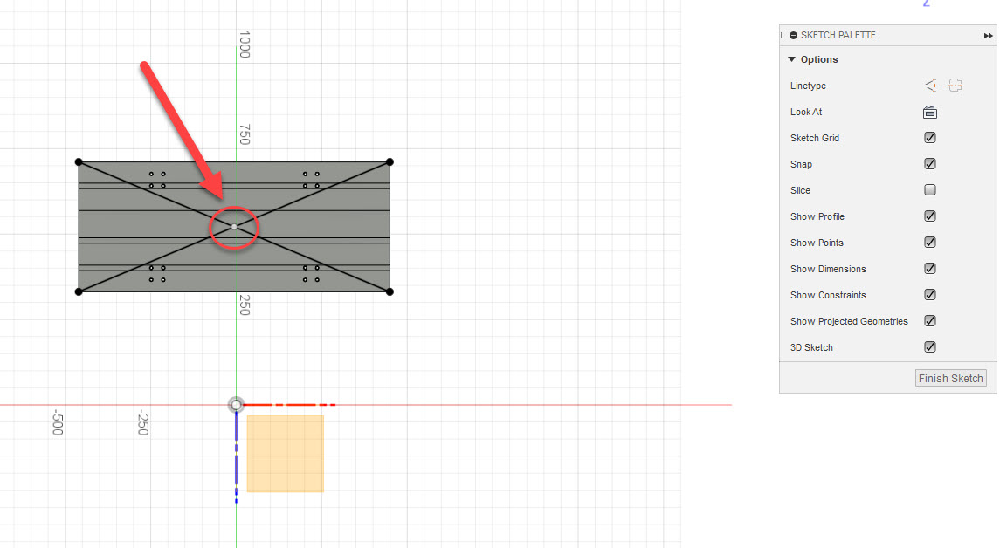 Z
1000
750
250
-500
-250
SKETCH PALETTE
Options
Linetype
Look At
Sketch Grid
Snap
Slice
Show Profile
Show Points
Show Dimensions
Show Constraints
Show Projected Geometries
3D Sketch
Finish Sketch